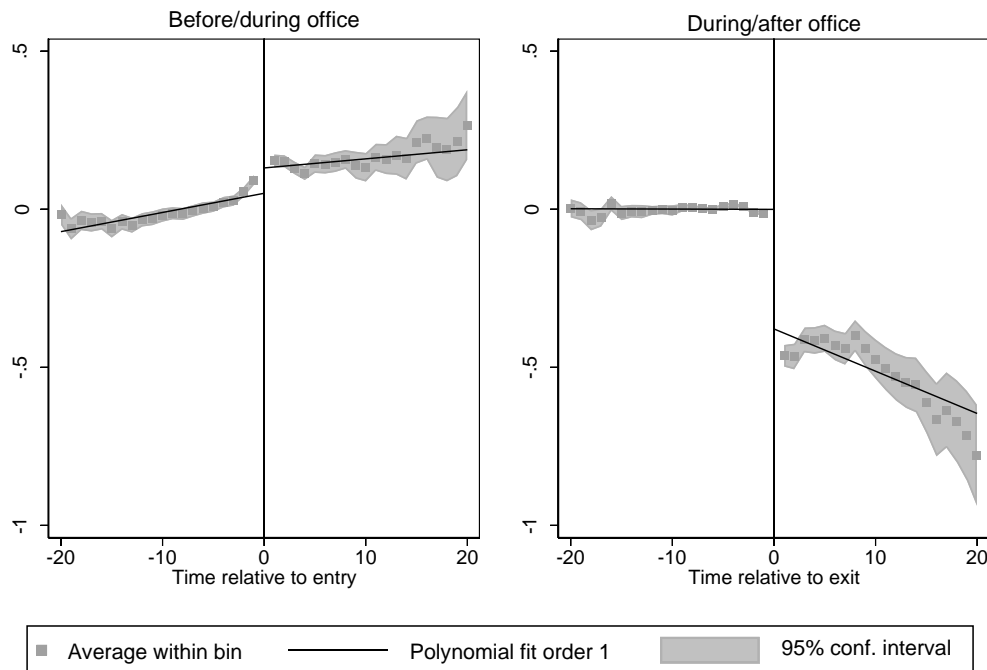 Before/during office
.5
0
-.5
-1
-20 -10 0 10 20
Time relative to entry
During/after office
.5
0
-.5
-1
-20 -10 0 10 20
Time relative to exit
Average within bin Polynomial fit order 1 95% conf. interval